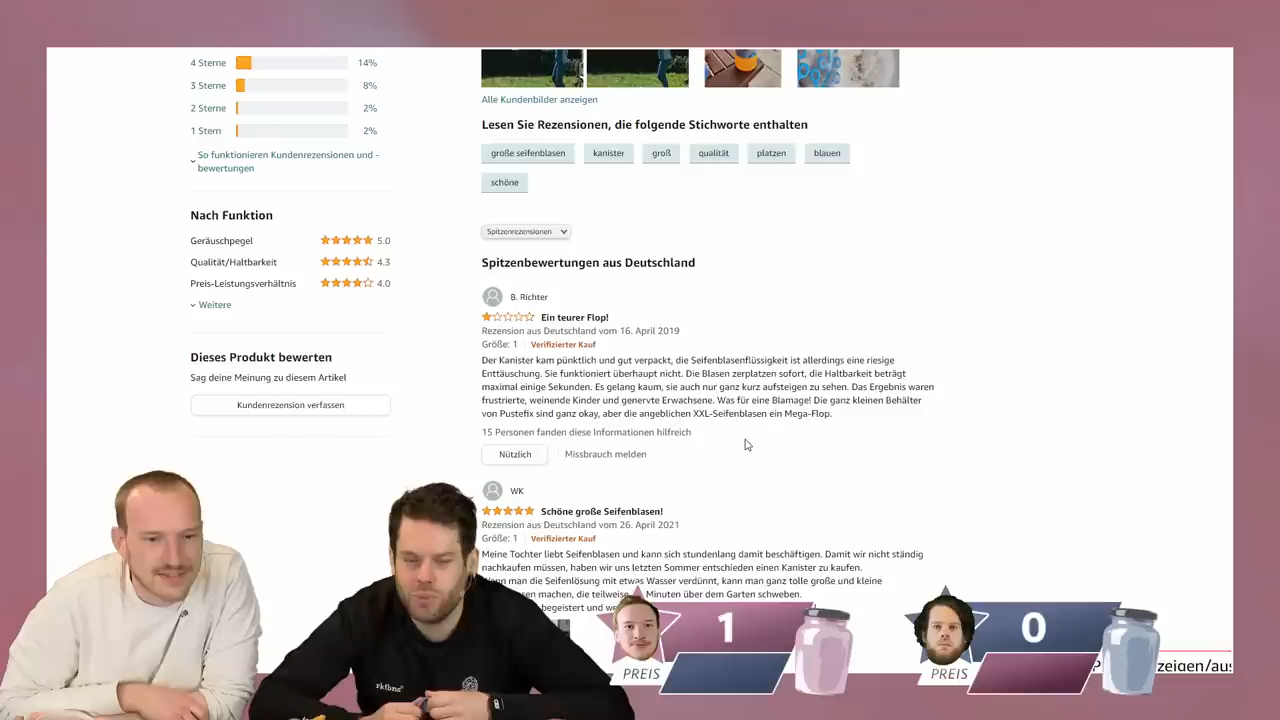 4 Sterne 14%
3 Sterne 8%
2 Sterne 2%
1 Stern 2%
So funktionieren Kundenrezensionen und -
bewertungen
Nach Funktion
Geräuschpegel 5.0
Qualität/Haltbarkeit 4.3
Preis-Leistungsverhältnis 4.0
Weitere
Dieses Produkt bewerten
Sag deine Meinung zu diesem Artikel
Kundenrezension verfassen
Alle Kundenbilder anzeigen
Lesen Sie Rezensionen, die folgende Stichworte enthalten
große seifenblasen kanister groß qualität platzen blauen
schöne
Spitzenrezensionen
Spitzenbewertungen aus Deutschland
B. Richter
Ein teurer Flop!
Rezension aus Deutschland vom 16. April 2019
Größe: 1 Verifizierter Kauf
Der Kanister kam pünktlich und gut verpackt, die Seifenblasenflüssigkeit ist allerdings eine riesige
Enttäuschung. Sie funktioniert überhaupt nicht. Die Blasen zerplatzen sofort, die Haltbarkeit beträgt
maximal einige Sekunden. Es gelang kaum, sie auch nur ganz kurz aufsteigen zu sehen. Das Ergebnis waren
frustrierte, weinende Kinder und genervte Erwachsene. Was für eine Blamage! Die ganz kleinen Behälter
von Pustefix sind ganz okay, aber die angeblichen XXL-Seifenblasen ein Mega-Flop.
15 Personen fanden diese Informationen hilfreich
Nützlich Missbrauch melden
WK
Schöne große Seifenblasen!
Rezension aus Deutschland vom 26. April 2021
Größe: 1 Verifizierter Kauf
Meine Tochter liebt Seifenblasen und kann sich stundenlang damit beschäftigen. Damit wir nicht ständig
nachkaufen müssen, haben wir uns letzten Sommer entschieden einen Kanister zu kaufen.
Wenn man die Seifenlösung mit etwas Wasser verdünnt, kann man ganz tolle große und kleine
sen machen, die teilweise Minuten über dem Garten schweben.
begeistert und
1 0
PREIS PREIS
zeigen/aus
rkfbns